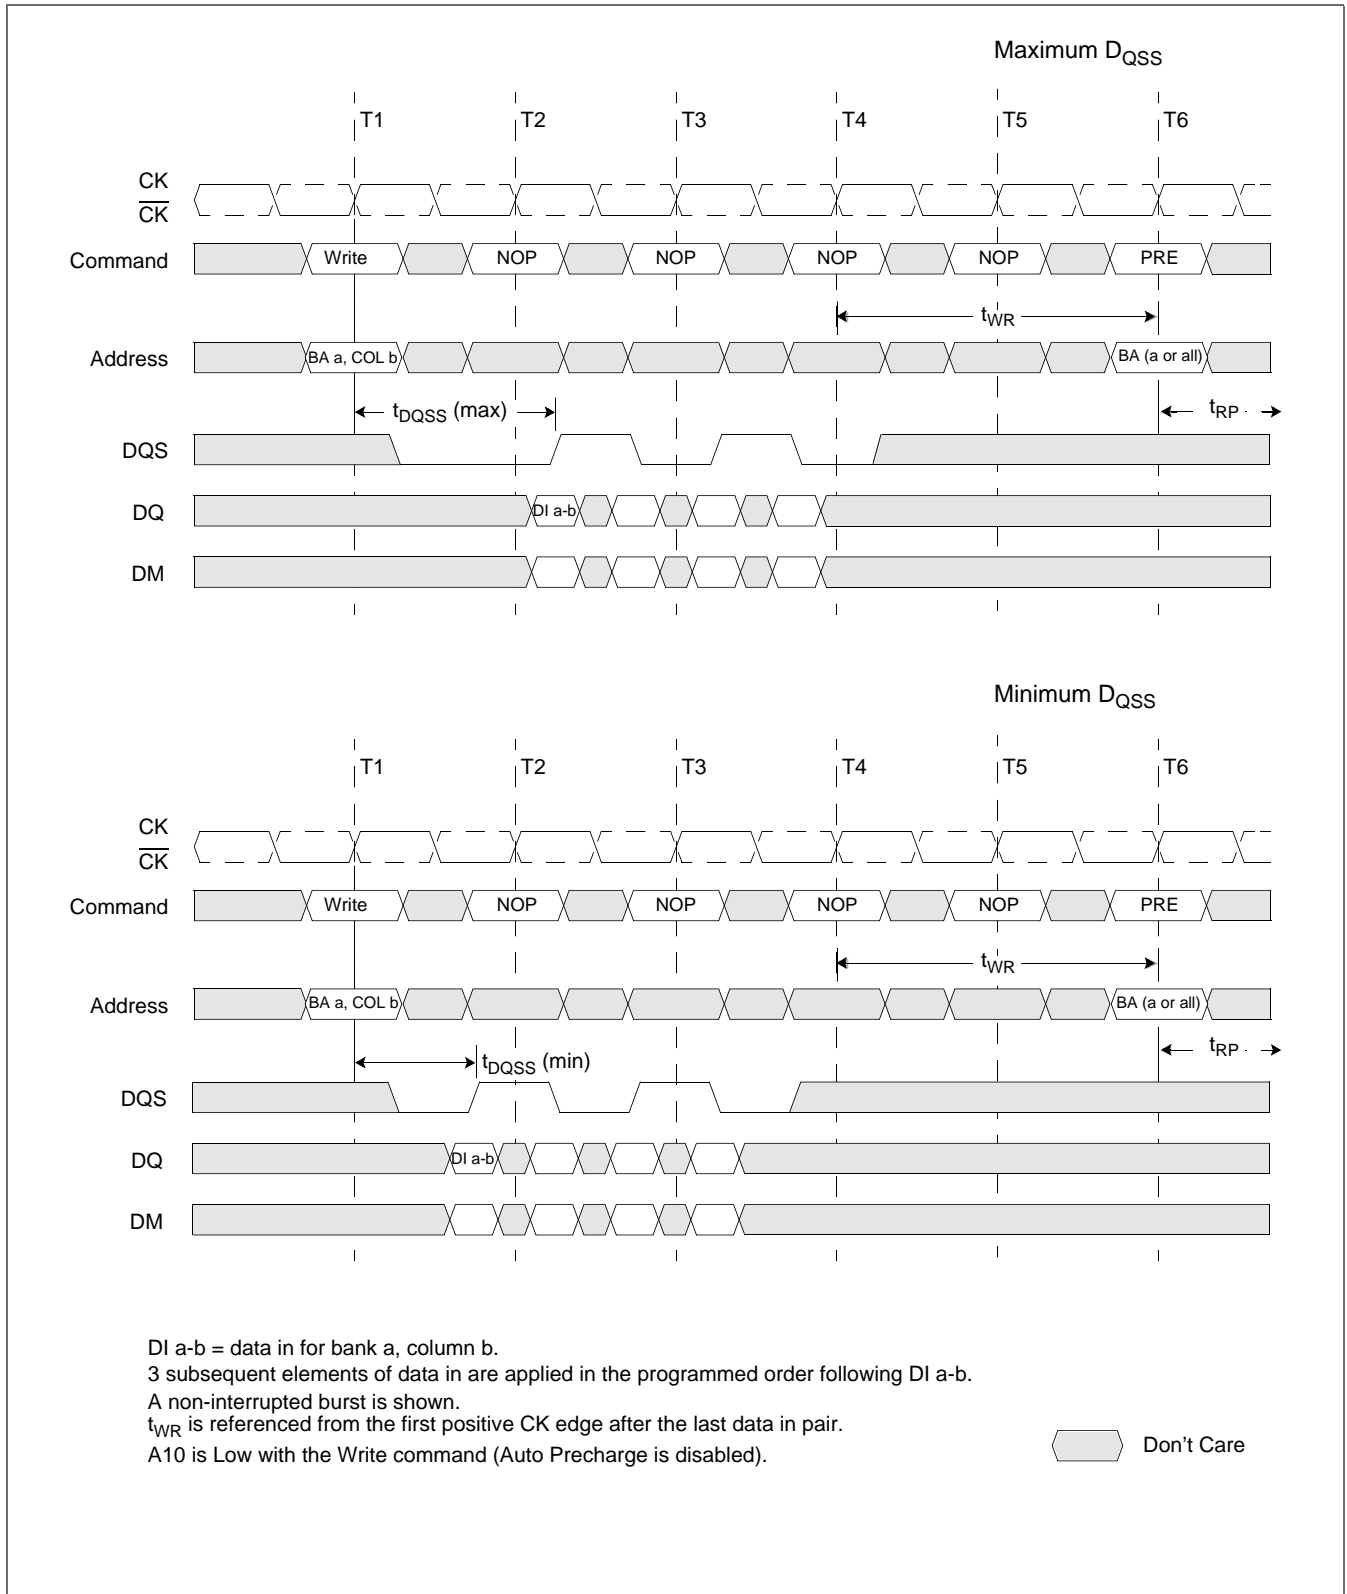 Maximum DQSS
T1 T2 T3 T4 T5 T6
CK
CK
Command Write NOP NOP NOP NOP PRE
tWR
Address BA a, COL b BA (a or all)
tDQSS (max) tRP
DQS
DQ DI a-b
DM
Minimum DQSS
T1 T2 T3 T4 T5 T6
CK
CK
Command Write NOP NOP NOP NOP PRE
tWR
Address BA a, COL b BA (a or all)
tDQSS (min) tRP
DQS
DQ DI a-b
DM
DI a-b = data in for bank a, column b.
3 subsequent elements of data in are applied in the programmed order following DI a-b.
A non-interrupted burst is shown.
tWR is referenced from the first positive CK edge after the last data in pair.
A10 is Low with the Write command (Auto Precharge is disabled).
Don't Care